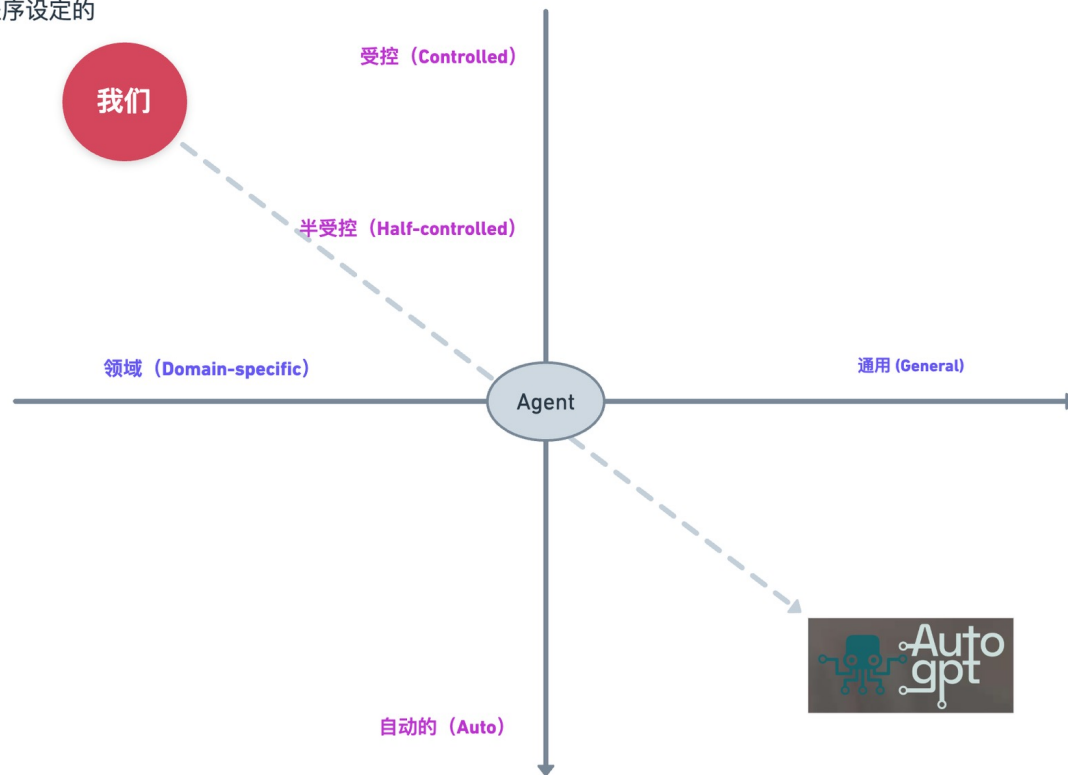 序设定的
受控（Controlled）
我们
半受控（Half-controlled）
领域（Domain-specific）
通用 (General)
Agent
Auto
gpt
自动的（Auto）